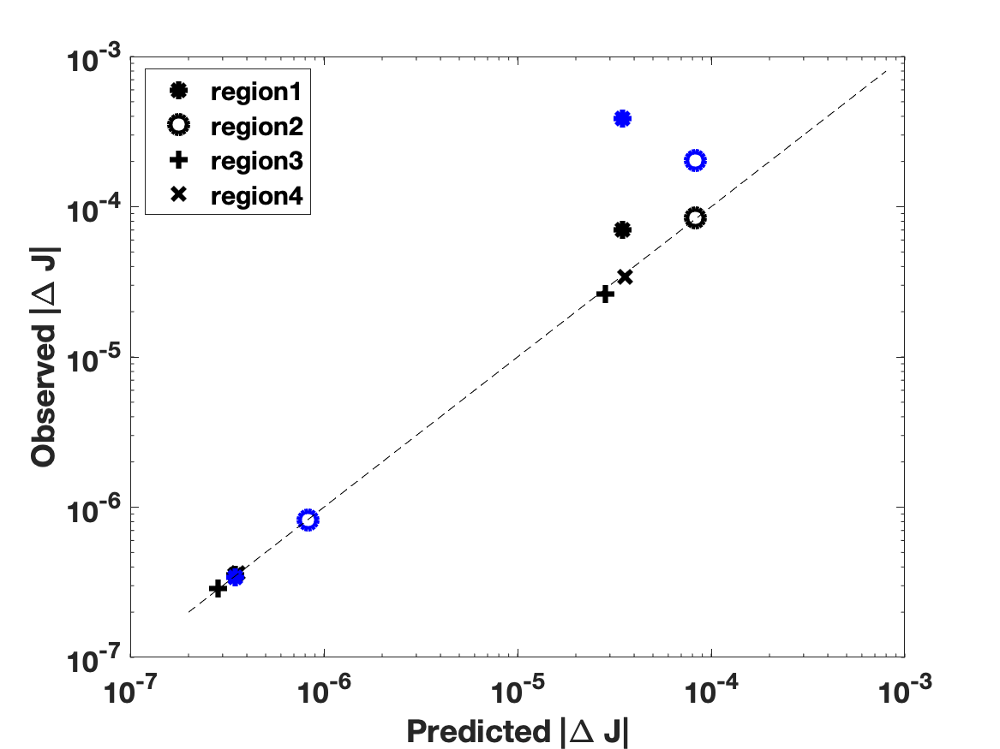 region1
region2
region3
region4
Observed |Δ J|
10^-3
10^-4
10^-5
10^-6
10^-7
10^-7
10^-6
10^-5
10^-4
10^-3
Predicted |Δ J|